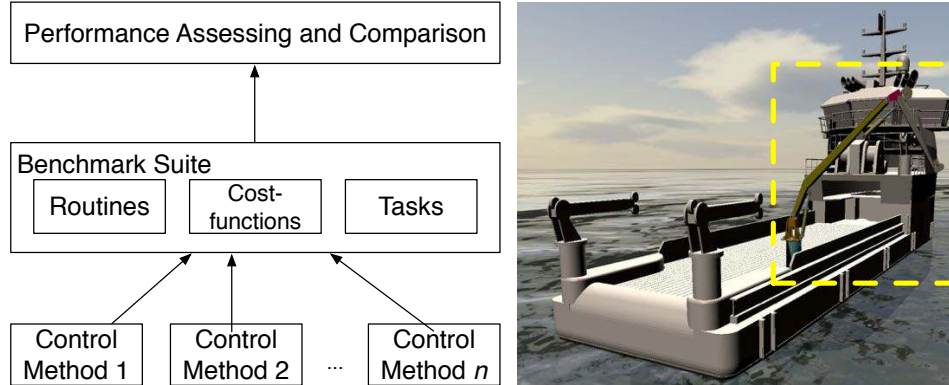 Performance Assessing and Comparison
Benchmark Suite
Routines
Cost-
functions
Tasks
Control
Method 1
Control
Method 2
...
Control
Method n